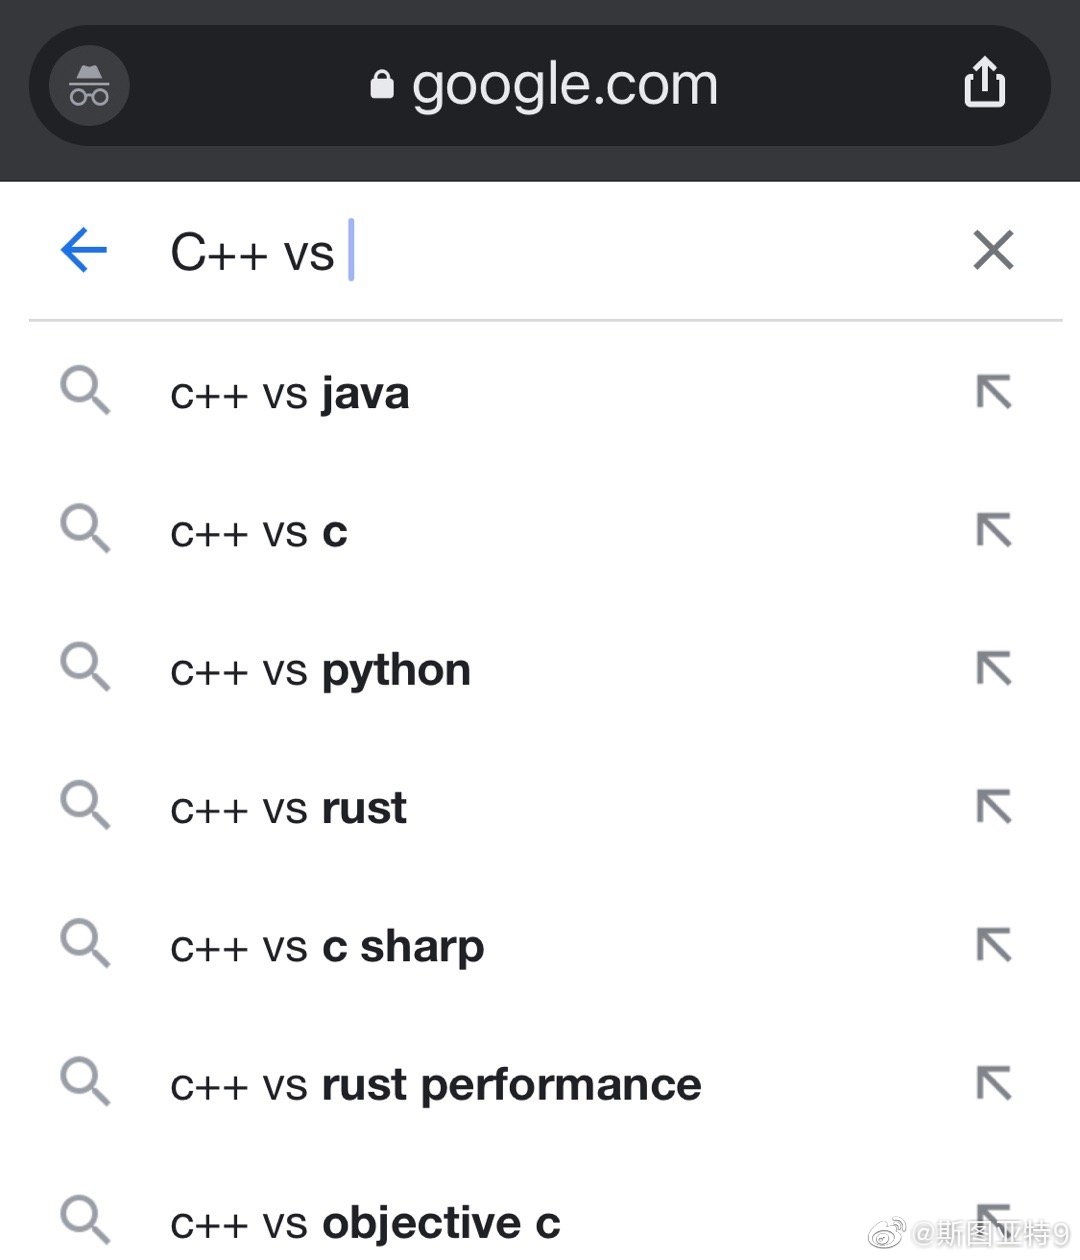 google.com
C++ vs
c++ vs java
c++ vs c
c++ vs python
c++ vs rust
c++ vs c sharp
c++ vs rust performance
c++ vs objective c
@斯图亚特9